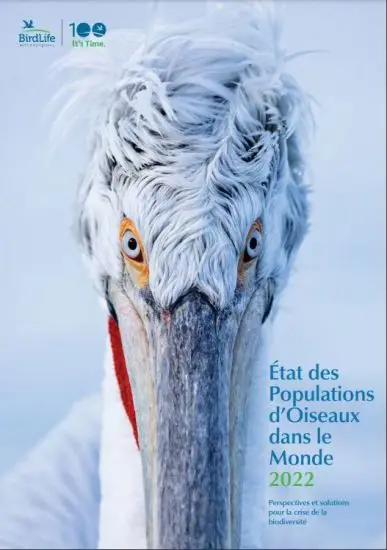 BirdLife
INTERNATIONAL
100
It's Time.
État des
Populations
d'Oiseaux
dans le
Monde
2022
Perspectives et solutions
pour la crise de la
biodiversité